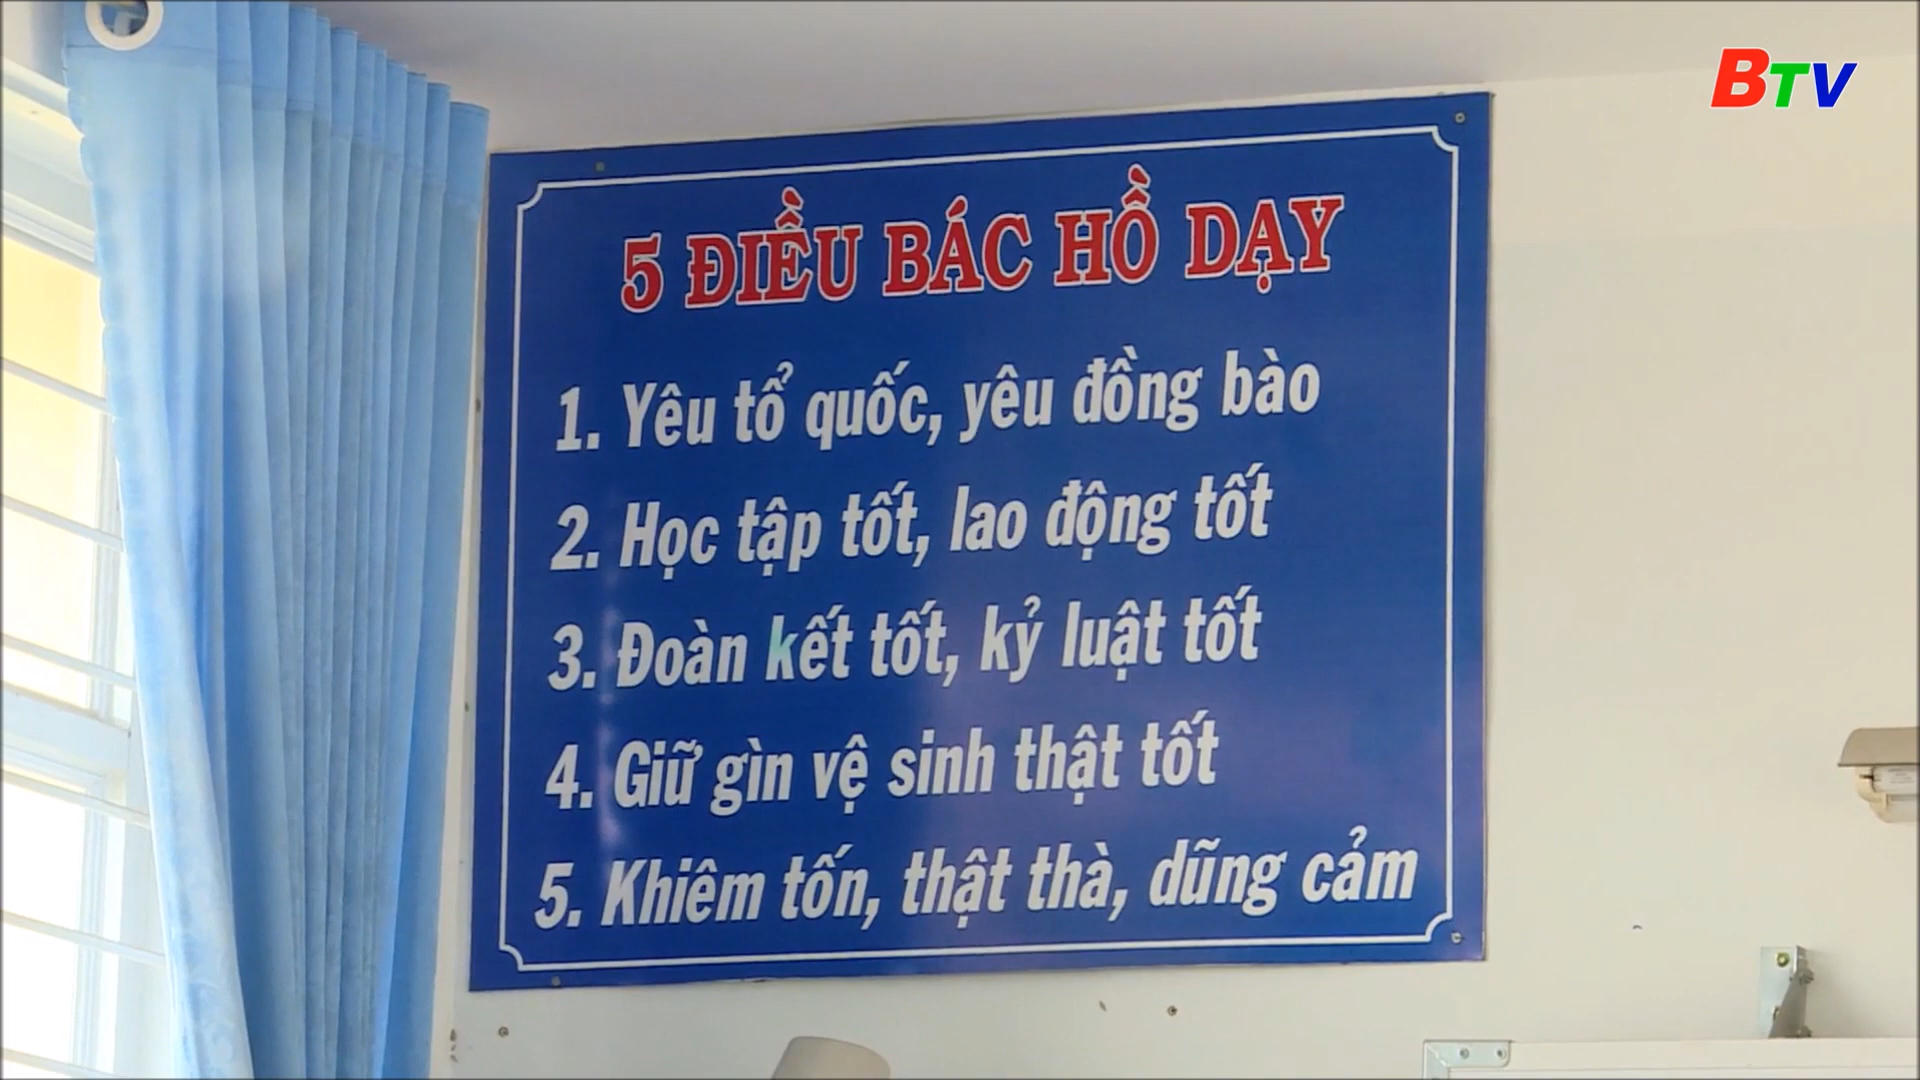 BTV
5 ĐIỀU BÁC HỒ DẠY
1. Yêu tổ quốc, yêu đồng bào
2. Học tập tốt, lao động tốt
3. Đoàn kết tốt, kỷ luật tốt
4. Giữ gìn vệ sinh thật tốt
5. Khiêm tốn, thật thà, dũng cảm